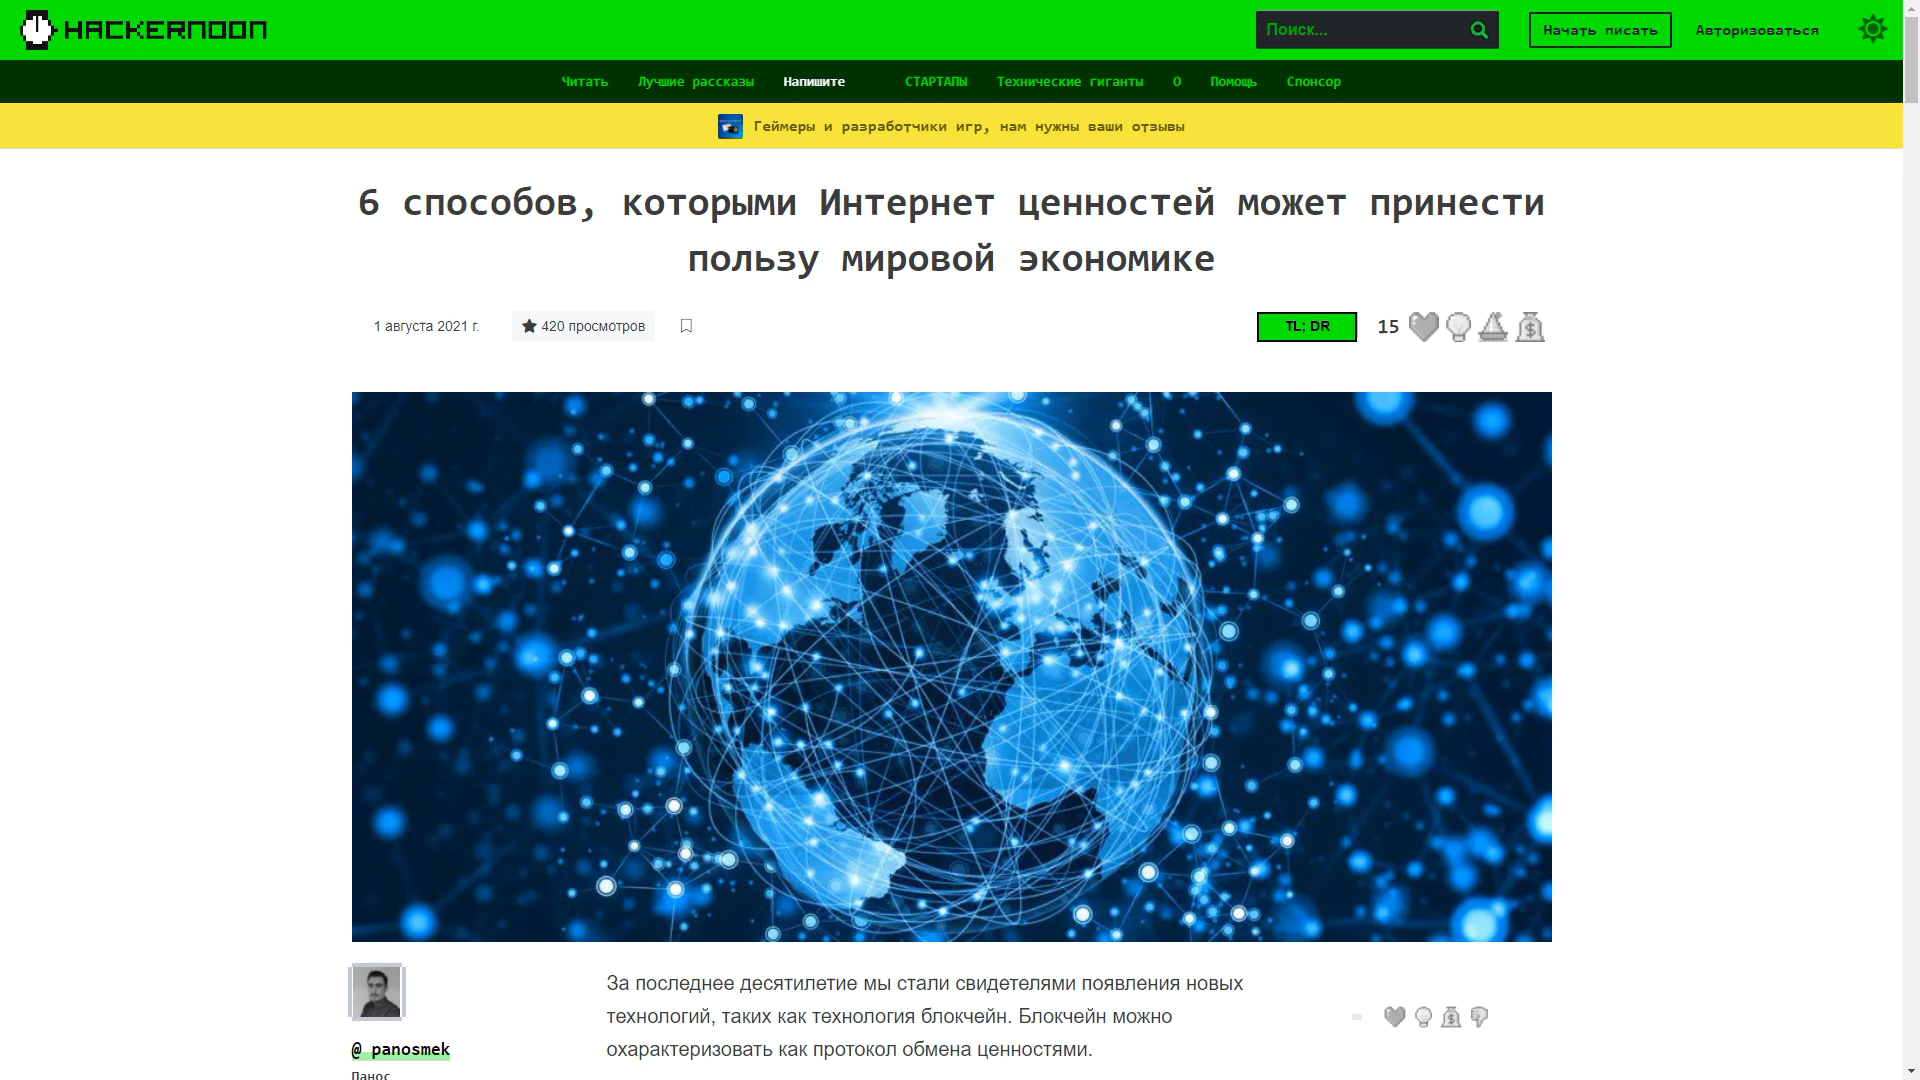 HACKERNOON
Поиск...
Начать писать
Авторизоваться
Читать
Лучшие рассказы
Напишите
СТАРТАПЫ
Технические гиганты
О
Помощь
Спонсор
Геймеры и разработчики игр, нам нужны ваши отзывы
6 способов, которыми Интернет ценностей может принести
пользу мировой экономике
1 августа 2021 г.
420 просмотров
TL; DR
15
За последнее десятилетие мы стали свидетелями появления новых
технологий, таких как технология блокчейн. Блокчейн можно
охарактеризовать как протокол обмена ценностями.
@ panosmek
Панос